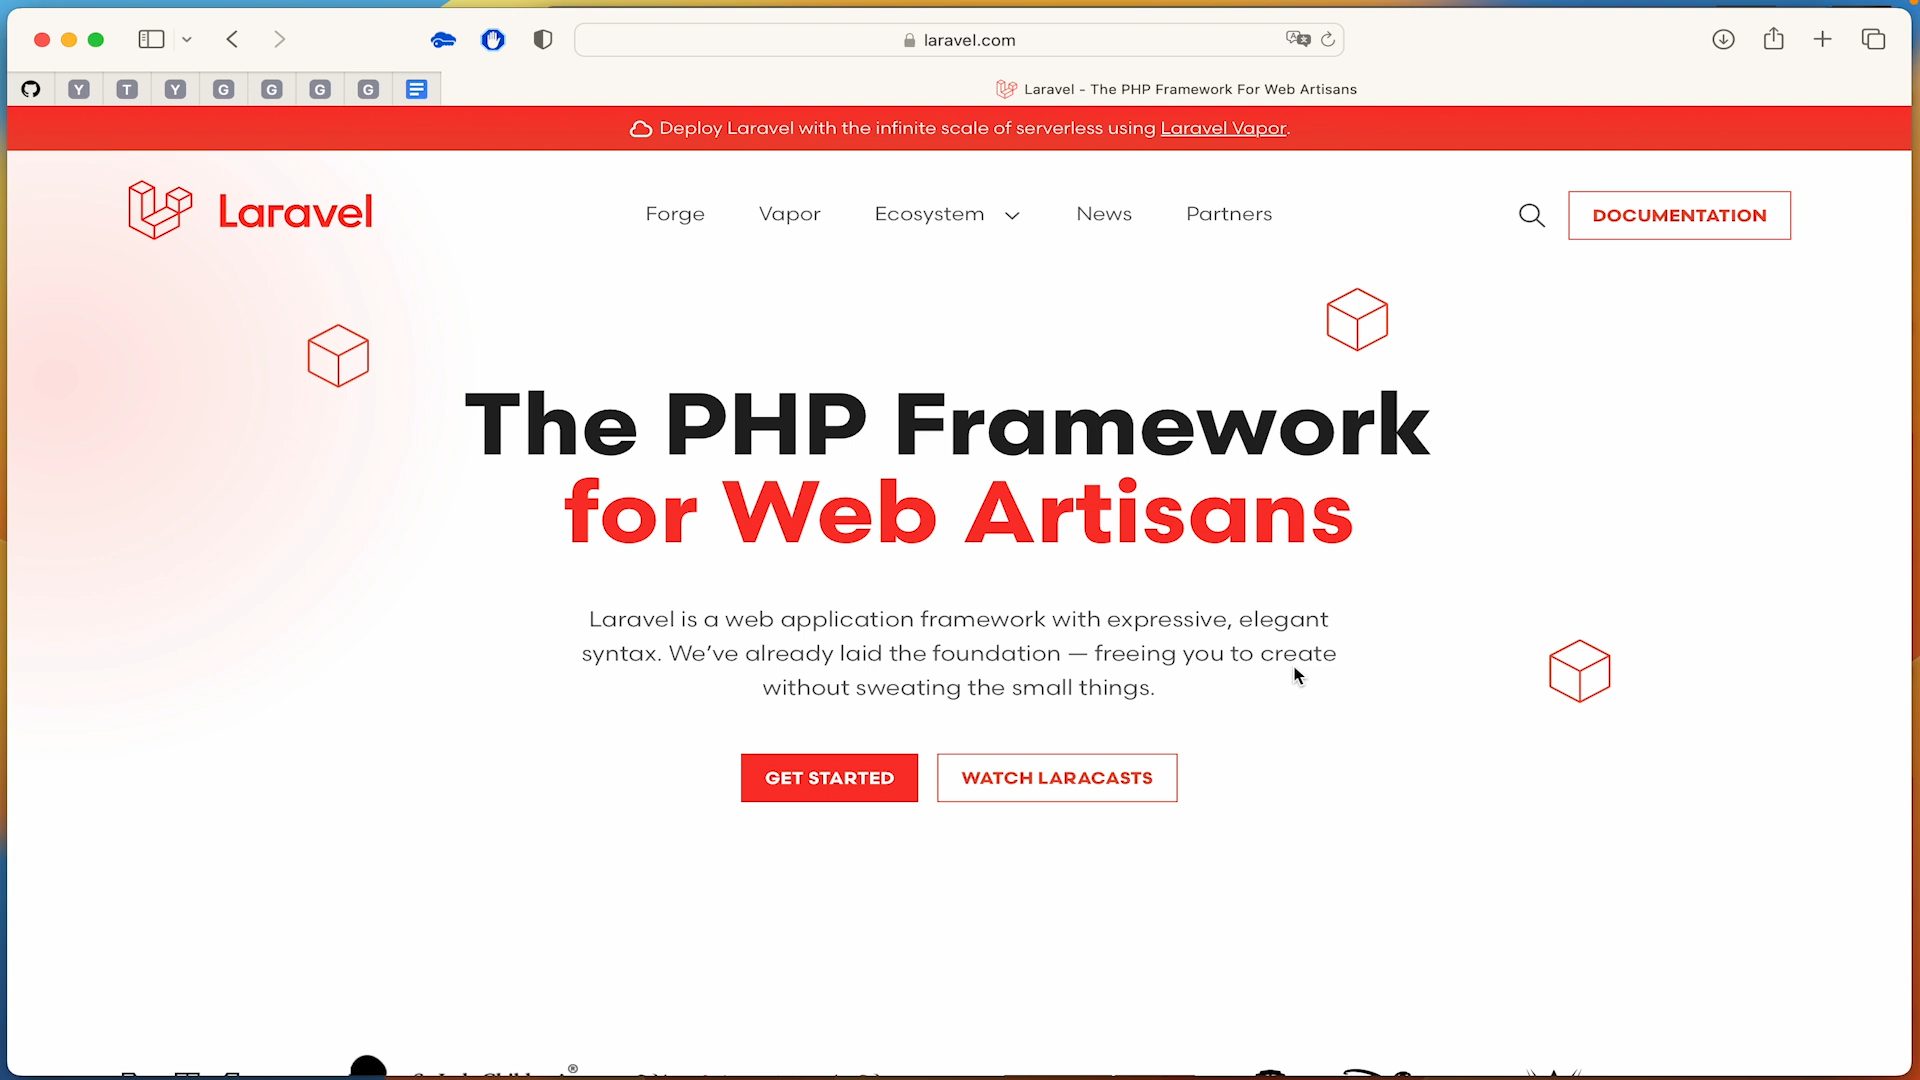 laravel.com
Y
T
Y
G
G
G
G
Laravel - The PHP Framework For Web Artisans
Deploy Laravel with the infinite scale of serverless using Laravel Vapor.
Laravel
Forge
Vapor
Ecosystem
News
Partners
DOCUMENTATION
The PHP Framework
for Web Artisans
Laravel is a web application framework with expressive, elegant
syntax. We've already laid the foundation — freeing you to create
without sweating the small things.
GET STARTED
WATCH LARACASTS